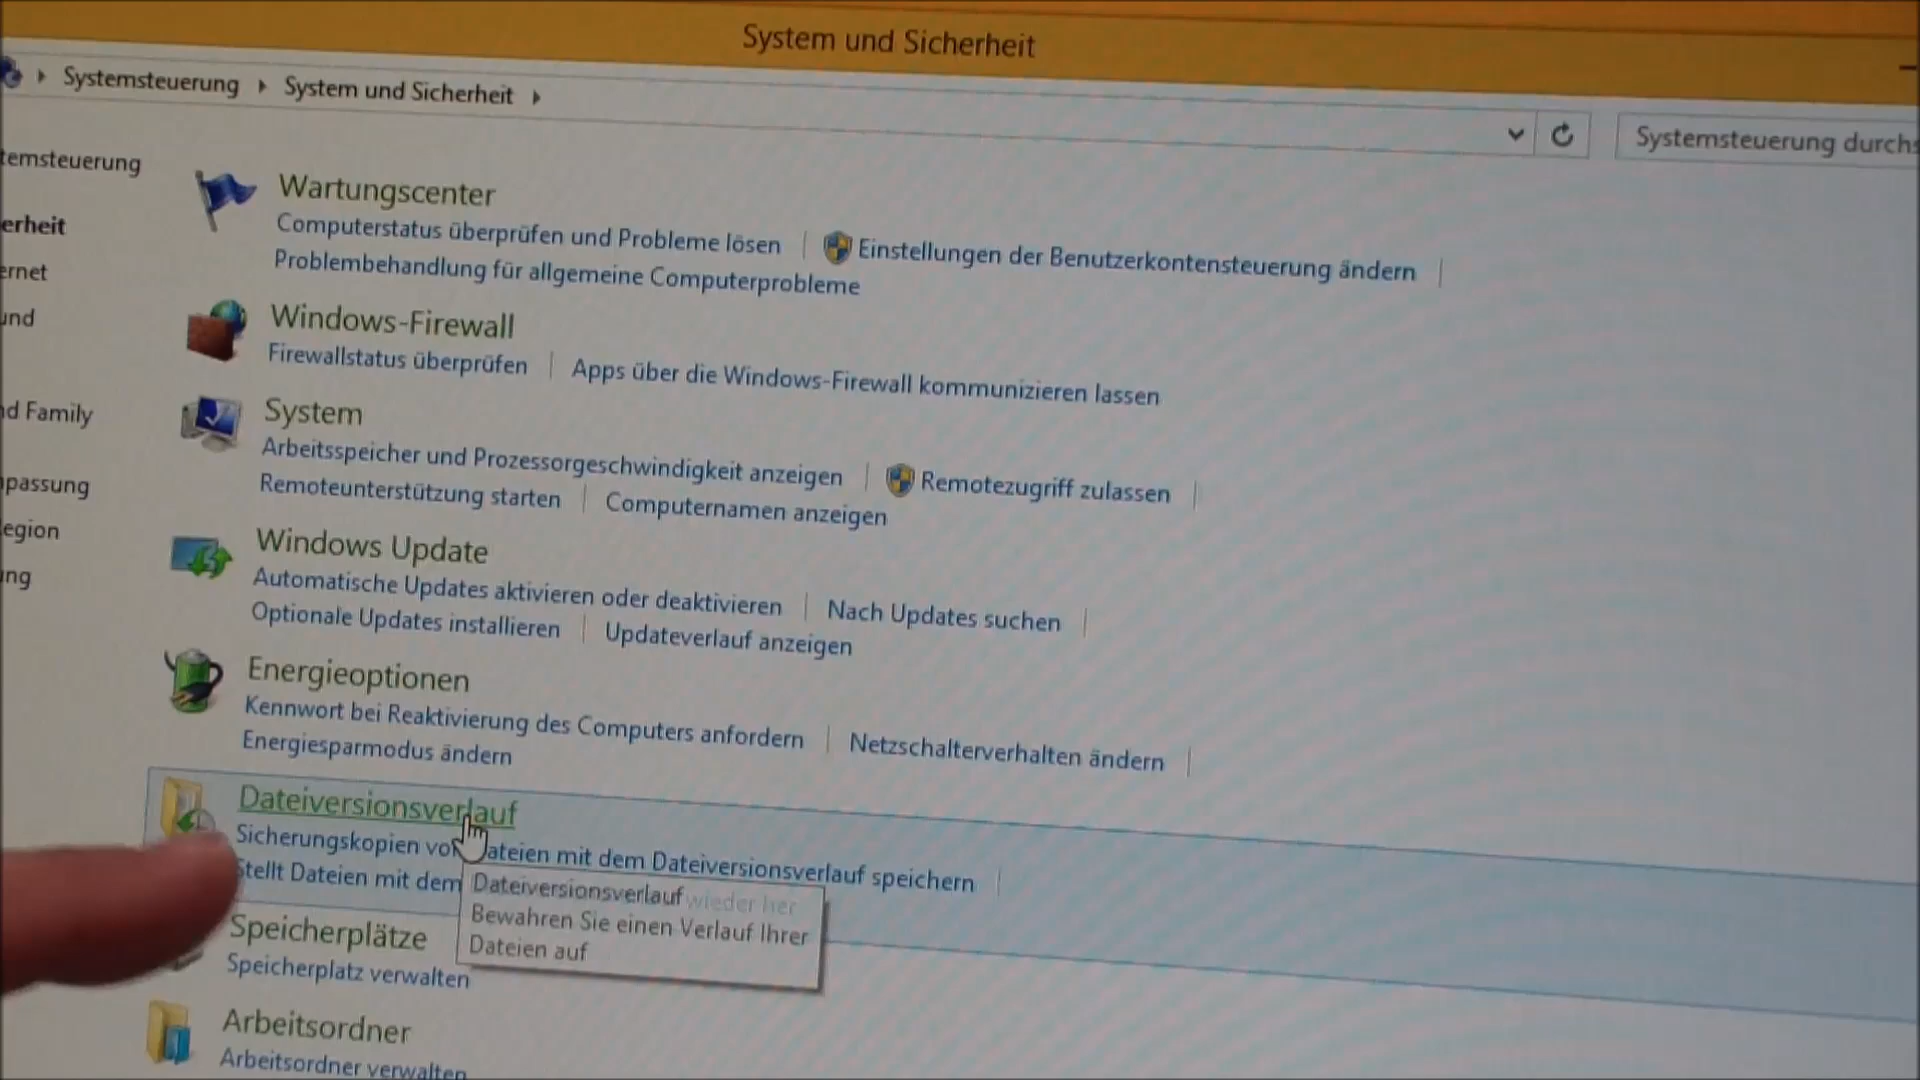 System und Sicherheit
Systemsteuerung System und Sicherheit
Systemsteuerung durchs
temsteuerung
erheit
ernet
und
d Family
passung
egion
ng
Wartungscenter
Computerstatus überprüfen und Probleme lösen Einstellungen der Benutzerkontensteuerung ändern
Problembehandlung für allgemeine Computerprobleme
Windows-Firewall
Firewallstatus überprüfen Apps über die Windows-Firewall kommunizieren lassen
System
Arbeitsspeicher und Prozessorgeschwindigkeit anzeigen Remotezugriff zulassen
Remoteunterstützung starten Computernamen anzeigen
Windows Update
Automatische Updates aktivieren oder deaktivieren Nach Updates suchen
Optionale Updates installieren Updateverlauf anzeigen
Energieoptionen
Kennwort bei Reaktivierung des Computers anfordern Netzschalterverhalten ändern
Energiesparmodus ändern
Dateiversionsverlauf
Sicherungskopien vo ateien mit dem Dateiversionsverlauf speichern
Stellt Dateien mit dem wieder her
Dateiversionsverlauf
Bewahren Sie einen Verlauf Ihrer
Dateien auf
Speicherplätze
Speicherplatz verwalten
Arbeitsordner
Arbeitsordner verwalten